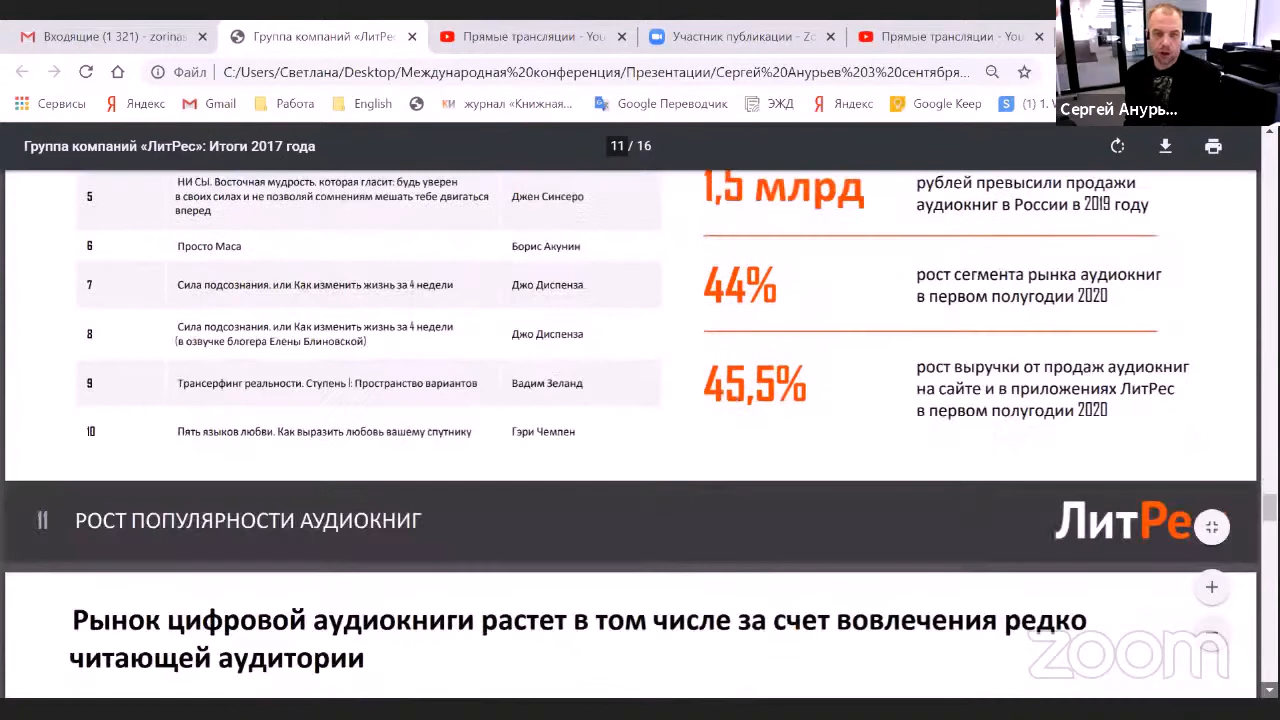 Входящие (1 321) - zorinas
Группа компаний «ЛитРес
Прямые трансляции - You
Участник публикации - Zo
Прямые трансляции - You
Файл
C:/Users/Светлана/Desktop/Международная%20конференция/Презентации/Сергей%20Анурьев%203%20сентября...
Сервисы
Яндекс
Gmail
Работа
English
журнал «Книжная...
Google Переводчик
ЭЖД
Яндекс
Google Keep
(1) 1.
Сергей Анурь...
Группа компаний «ЛитРес»: Итоги 2017 года
11 / 16
5
НИ СЫ. Восточная мудрость, которая гласит: будь уверен
в своих силах и не позволяй сомнениям мешать тебе двигаться
вперед
Джен Синсеро
6
Просто Маса
Борис Акунин
7
Сила подсознания, или Как изменить жизнь за 4 недели
Джо Диспенза
8
Сила подсознания, или Как изменить жизнь за 4 недели
(в озвучке блогера Елены Блиновской)
Джо Диспенза
9
Трансерфинг реальности. Ступень I: Пространство вариантов
Вадим Зеланд
10
Пять языков любви. Как выразить любовь вашему спутнику
Гэри Чемпен
1,5 млрд
рублей превысили продажи
аудиокниг в России в 2019 году
44%
рост сегмента рынка аудиокниг
в первом полугодии 2020
45,5%
рост выручки от продаж аудиокниг
на сайте и в приложениях ЛитРес
в первом полугодии 2020
11
РОСТ ПОПУЛЯРНОСТИ АУДИОКНИГ
ЛитРе
Рынок цифровой аудиокниги растет в том числе за счет вовлечения редко
читающей аудитории
zoom